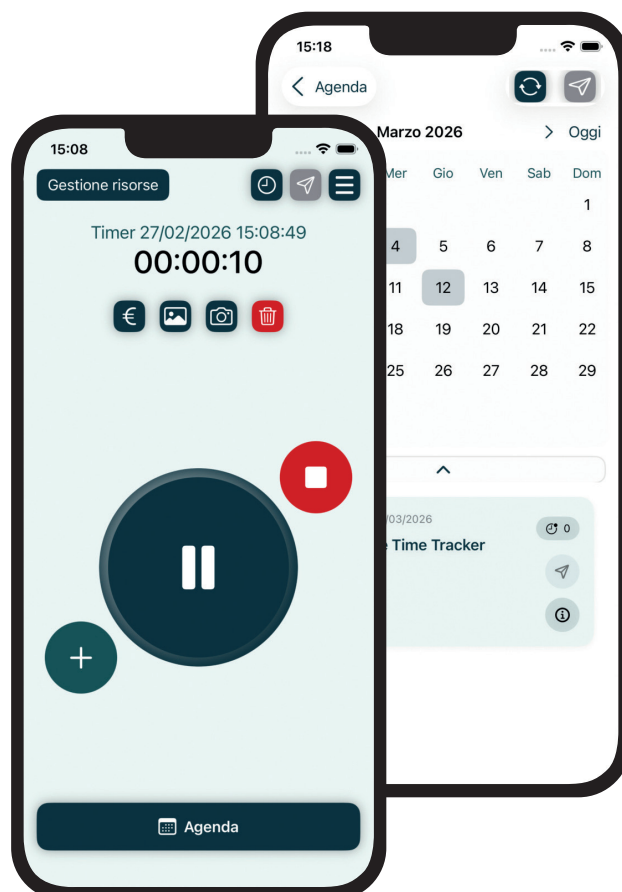 15:08
Gestione risorse
Timer 27/02/2026 15:08:49
00:00:10
€
Agenda
15:18
Agenda
Marzo 2026
Oggi
Mer Gio Ven Sab Dom
1
4 5 6 7 8
11 12 13 14 15
18 19 20 21 22
25 26 27 28 29
/03/2026
0
Time Tracker